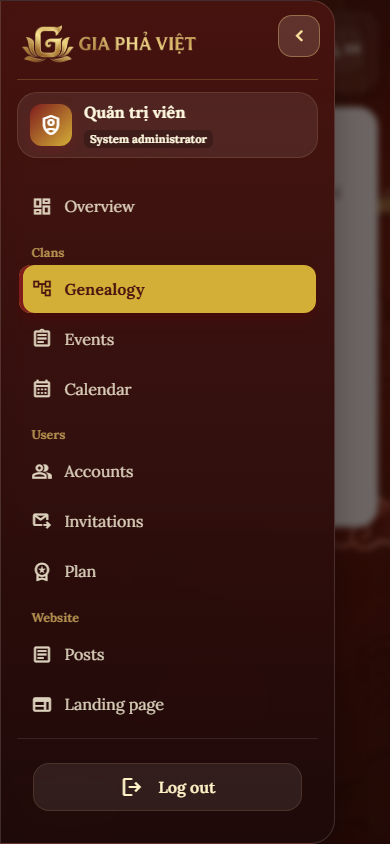 GIA PHẢ VIỆT
Quản trị viên
System administrator
Overview
Clans
Genealogy
Events
Calendar
Users
Accounts
Invitations
Plan
Website
Posts
Landing page
Log out